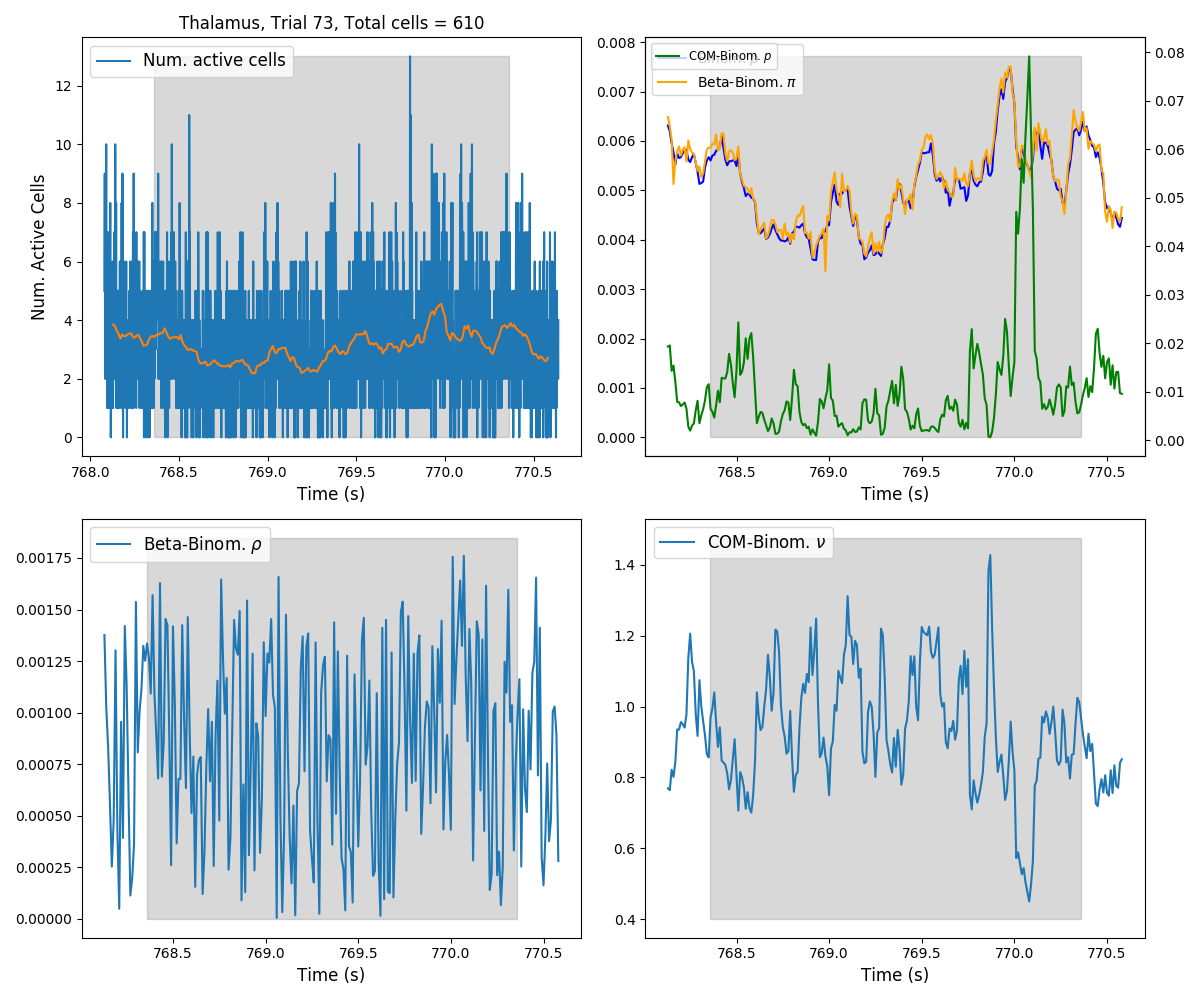 Thalamus, Trial 73, Total cells = 610
Num. active cells
Num. Active Cells
12
10
8
6
4
2
0
768.0 768.5 769.0 769.5 770.0 770.5
Time (s)
COM-Binom. p
Beta-Binom. π
0.008
0.007
0.006
0.005
0.004
0.003
0.002
0.001
0.000
0.08
0.07
0.06
0.05
0.04
0.03
0.02
0.01
0.00
768.5 769.0 769.5 770.0 770.5
Time (s)
Beta-Binom. ρ
0.00175
0.00150
0.00125
0.00100
0.00075
0.00050
0.00025
0.00000
768.5 769.0 769.5 770.0 770.5
Time (s)
COM-Binom. ν
1.4
1.2
1.0
0.8
0.6
0.4
768.5 769.0 769.5 770.0 770.5
Time (s)